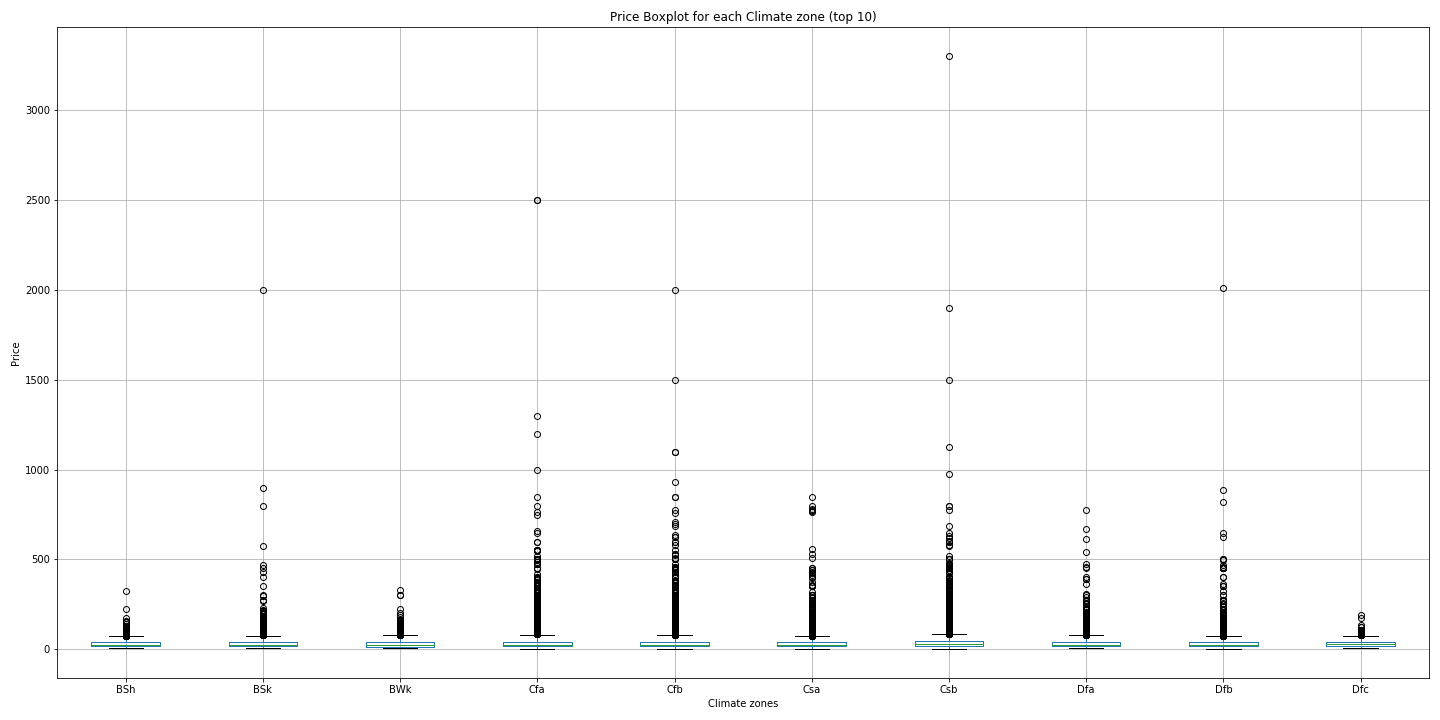 Price Boxplot for each Climate zone (top 10)
3000
2500
2000
1500
1000
500
0
Price
BSh BSk BWk Cfa Cfb Csa Csb Dfa Dfb Dfc
Climate zones